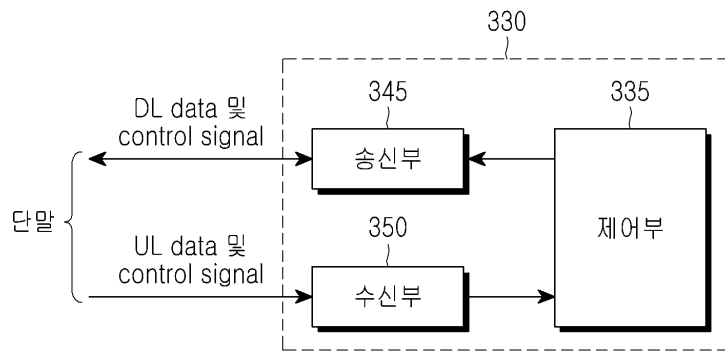 330
DL data 및
control signal
345
송신부
335
제어부
단말
UL data 및
control signal
350
수신부